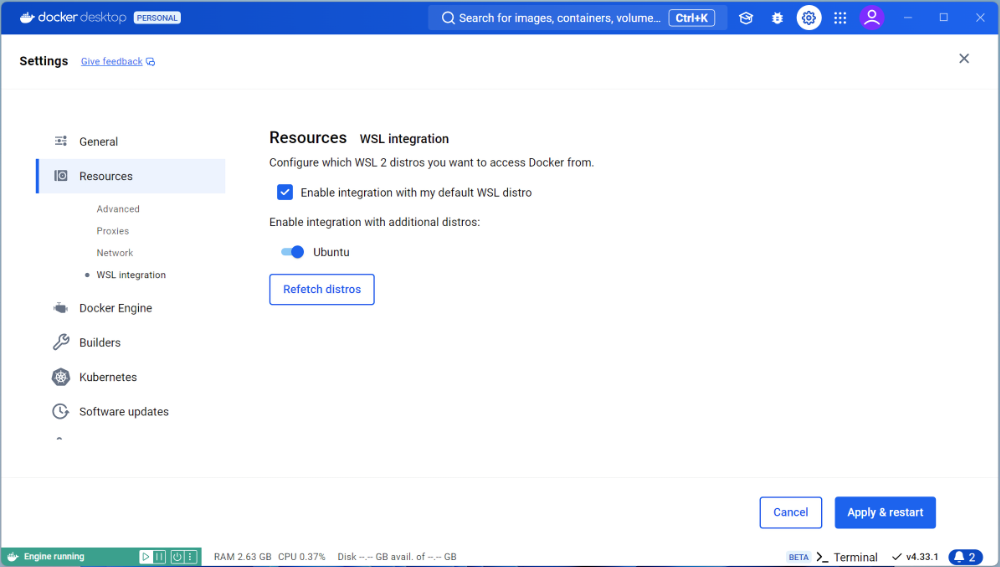 docker desktop PERSONAL Search for images, containers, volume... Ctrl+K
Settings Give feedback
General
Resources
Advanced
Proxies
Network
WSL integration
Docker Engine
Builders
Kubernetes
Software updates
Resources WSL integration
Configure which WSL 2 distros you want to access Docker from.
Enable integration with my default WSL distro
Enable integration with additional distros:
Ubuntu
Refetch distros
Cancel Apply & restart
Engine running RAM 2.63 GB CPU 0.37% Disk --.-- GB avail. of --.-- GB BETA >_ Terminal v4.33.1 2